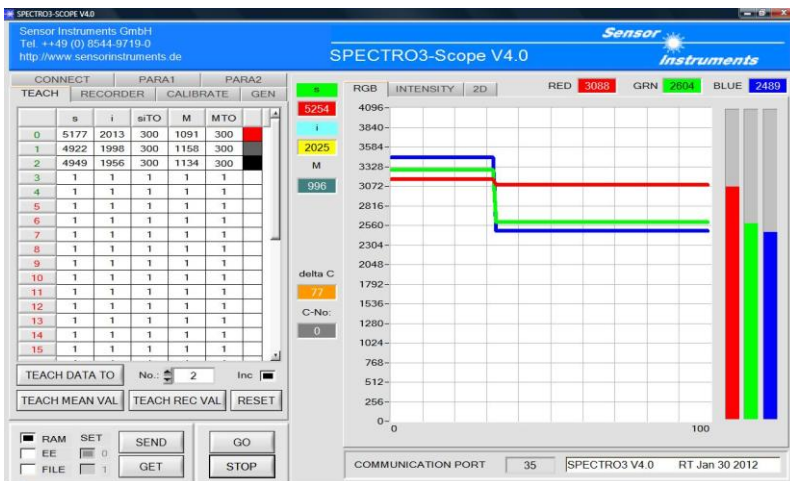 SPECTRO3-SCOPE V4.0
Sensor Instruments GmbH
Tel. ++49 (0) 8544-9719-0
http://www.sensorinstruments.de
SPECTRO3-Scope V4.0
Sensor
Instruments
CONNECT PARA1 PARA2
TEACH RECORDER CALIBRATE GEN
s i siTO M MTO
0 5177 2013 300 1091 300
1 4922 1998 300 1158 300
2 4949 1956 300 1134 300
3 1 1 1 1 1
4 1 1 1 1 1
5 1 1 1 1 1
6 1 1 1 1 1
7 1 1 1 1 1
8 1 1 1 1 1
9 1 1 1 1 1
10 1 1 1 1 1
11 1 1 1 1 1
12 1 1 1 1 1
13 1 1 1 1 1
14 1 1 1 1 1
15 1 1 1 1 1
TEACH DATA TO No.: 2 Inc
TEACH MEAN VAL TEACH REC VAL RESET
RAM SET SEND GO
EE 0
FILE 1 GET STOP
s
5254
i
2025
M
996
delta C
77
C-No:
0
RGB INTENSITY 2D RED 3088 GRN 2604 BLUE 2489
4096
3840
3584
3328
3072
2816
2560
2304
2048
1792
1536
1280
1024
768
512
256
0
0 100
COMMUNICATION PORT 35 SPECTRO3 V4.0 RT Jan 30 2012